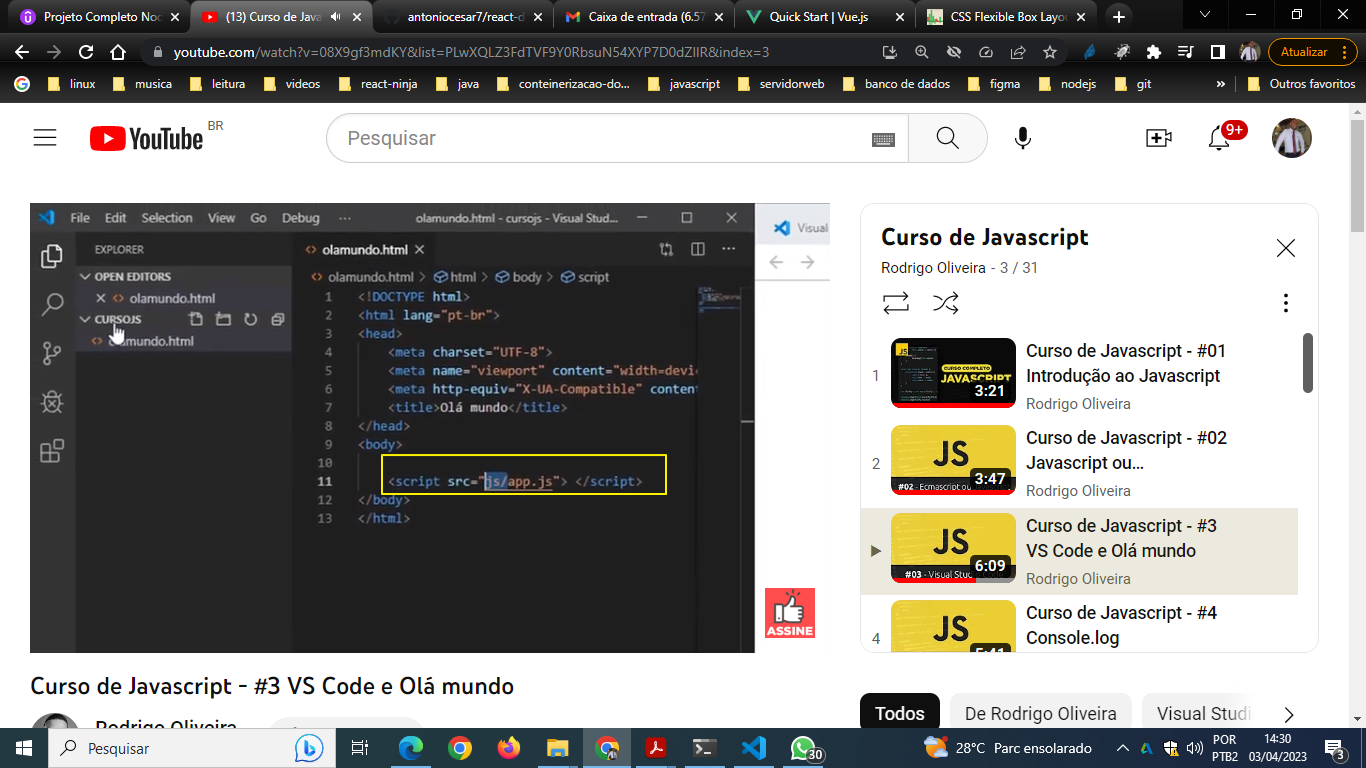 Projeto Completo Noc
(13) Curso de Java
antoniocesar7/react-d
Caixa de entrada (6.57
Quick Start | Vue.js
CSS Flexible Box Layou
youtube.com/watch?v=08X9gf3mdKY&list=PLwXQLZ3FdTVF9Y0RbsuN54XYP7D0dZIIR&index=3
Atualizar
linux
musica
leitura
videos
react-ninja
java
conteinerizacao-do...
javascript
servidorweb
banco de dados
figma
nodejs
git
»
Outros favoritos
YouTube BR
Pesquisar
9+
File Edit Selection View Go Debug ...
olamundo.html - cursojs - Visual Stud...
EXPLORER
OPEN EDITORS
olamundo.html
CURSOJS
olamundo.html
olamundo.html
olamundo.html > html > body > script
1 <!DOCTYPE html>
2 <html lang="pt-br">
3 <head>
4 <meta charset="UTF-8">
5 <meta name="viewport" content="width=devic
6 <meta http-equiv="X-UA-Compatible" content
7 <title>Olá mundo</title>
8 </head>
9 <body>
10
11 <script src="js/app.js"> </script>
12 </body>
13 </html>
Visual
ASSINE
Curso de Javascript
Rodrigo Oliveira - 3 / 31
1
JS
CURSO COMPLETO
JAVASCRIPT
3:21
Curso de Javascript - #01
Introdução ao Javascript
Rodrigo Oliveira
2
JS
#02 - Ecmascript ou
3:47
Curso de Javascript - #02
Javascript ou...
Rodrigo Oliveira
JS
#03 - Visual Stud
6:09
Curso de Javascript - #3
VS Code e Olá mundo
Rodrigo Oliveira
4
JS
5:41
Curso de Javascript - #4
Console.log
Curso de Javascript - #3 VS Code e Olá mundo
Rodrigo Oliveira
Todos
De Rodrigo Oliveira
Visual Studi
Pesquisar
30
28°C Parc ensolarado
POR
PTB2
14:30
03/04/2023
3